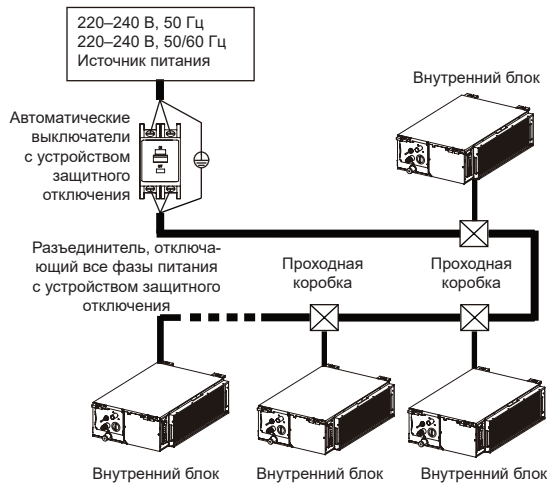 220–240 В, 50 Гц
220–240 В, 50/60 Гц
Источник питания
Внутренний блок
Автоматические
выключатели
с устройством
защитного
отключения
Разъединитель, отключа-
ющий все фазы питания
с устройством защитного
отключения
Проходная
коробка
Проходная
коробка
Внутренний блок
Внутренний блок
Внутренний блок